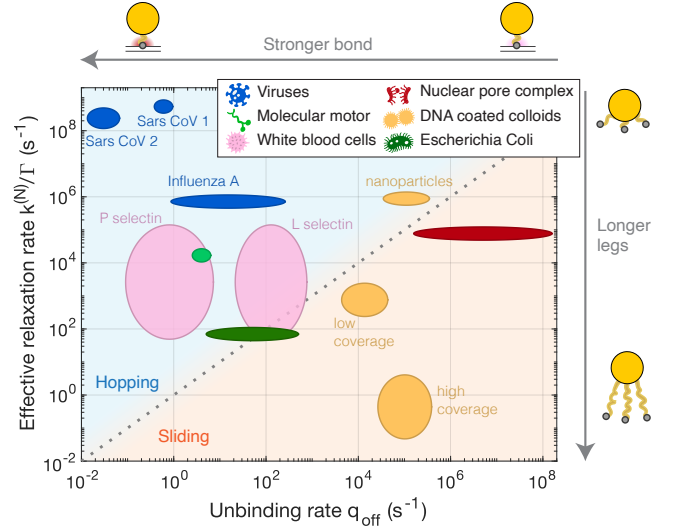 Stronger bond
Viruses
Molecular motor
White blood cells
Nuclear pore complex
DNA coated colloids
Escherichia Coli
Sars CoV 1
Sars CoV 2
Influenza A
nanoparticles
P selectin
L selectin
low
coverage
high
coverage
Hopping
Sliding
Longer
legs
Effective relaxation rate k^(N)/Γ (s^-1)
10^8
10^6
10^4
10^2
10^0
10^-2
10^-2
10^0
10^2
10^4
10^6
10^8
Unbinding rate q_off (s^-1)